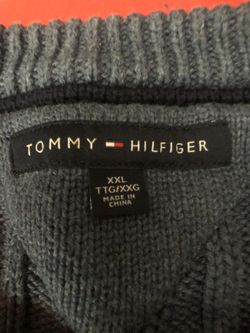 TOMMY HILFIGER
XXL
TTG/XXG
MADE IN
CHINA